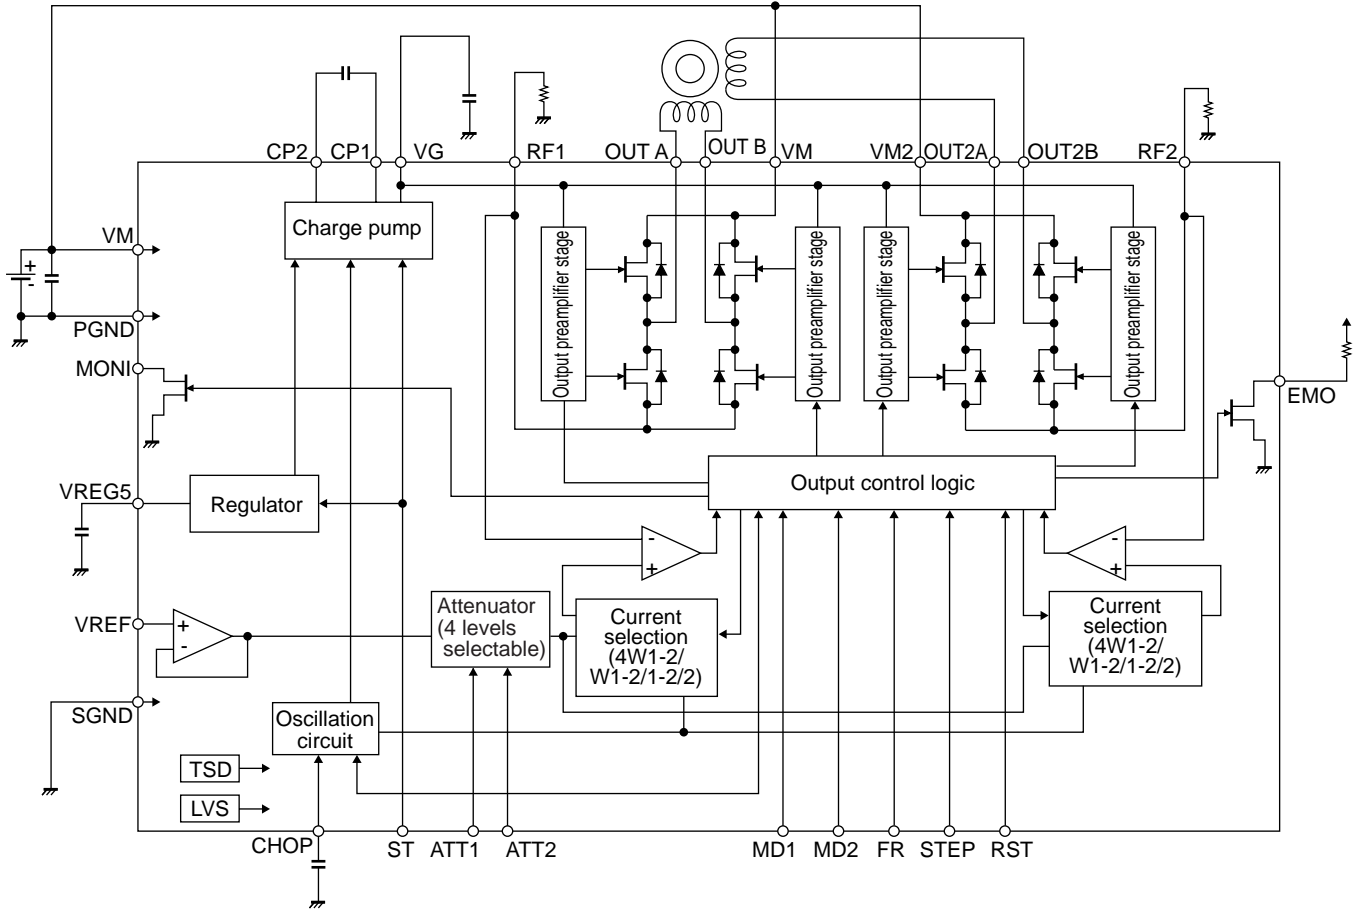 CP2
CP1
VG
RF1
OUT A
OUT B
VM
VM2
OUT2A
OUT2B
RF2
VM
+
-
PGND
MONI
VREG5
VREF
SGND
Charge pump
Output preamplifier stage
Output preamplifier stage
Output preamplifier stage
Output preamplifier stage
EMO
Regulator
Output control logic
-
+
-
+
+
-
Attenuator
(4 levels
selectable)
Current
selection
(4W1-2/
W1-2/1-2/2)
Current
selection
(4W1-2/
W1-2/1-2/2)
Oscillation
circuit
TSD
LVS
CHOP
ST
ATT1
ATT2
MD1
MD2
FR
STEP
RST